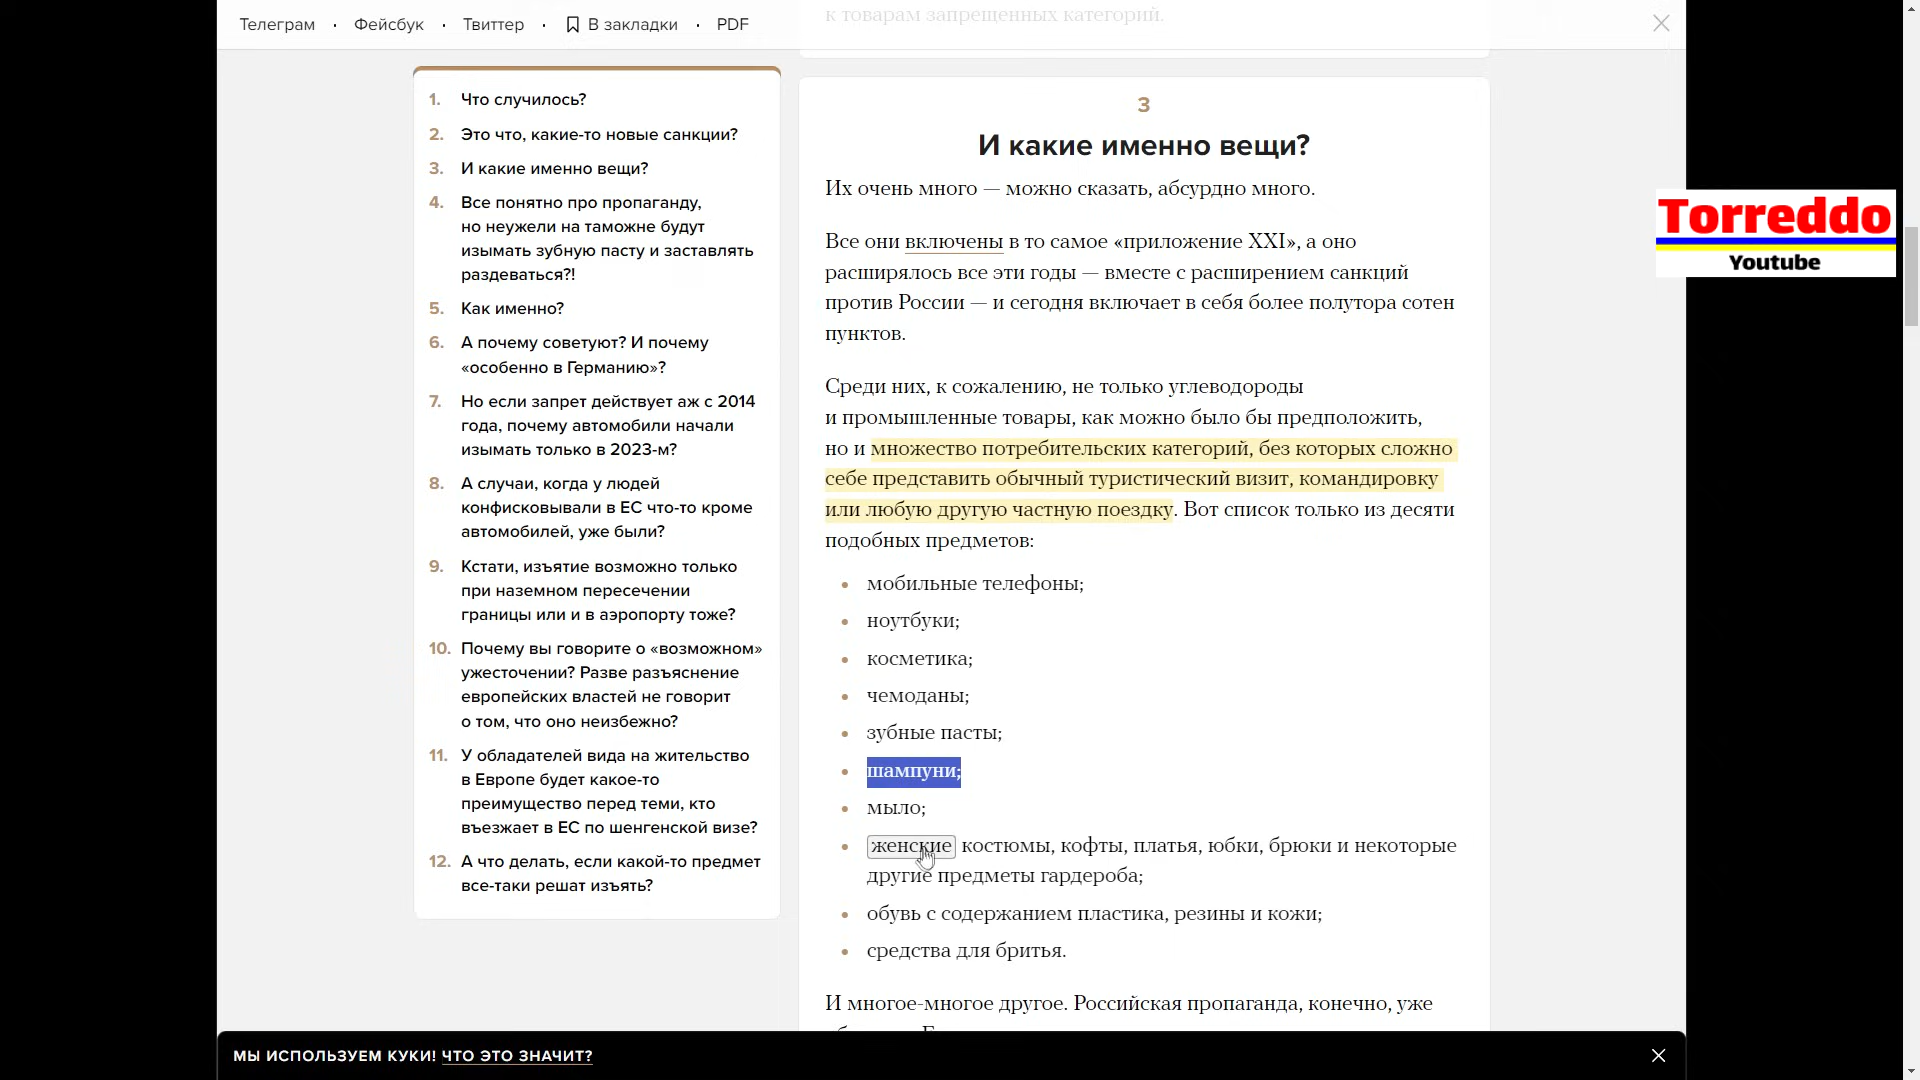 Телеграм · Фейсбук · Твиттер · В закладки · PDF
к товарам запрещенных категорий.
1. Что случилось?
2. Это что, какие-то новые санкции?
3. И какие именно вещи?
4. Все понятно про пропаганду,
но неужели на таможне будут
изымать зубную пасту и заставлять
раздеваться?!
5. Как именно?
6. А почему советуют? И почему
«особенно в Германию»?
7. Но если запрет действует аж с 2014
года, почему автомобили начали
изымать только в 2023-м?
8. А случаи, когда у людей
конфисковывали в ЕС что-то кроме
автомобилей, уже были?
9. Кстати, изъятие возможно только
при наземном пересечении
границы или и в аэропорту тоже?
10. Почему вы говорите о «возможном»
ужесточении? Разве разъяснение
европейских властей не говорит
о том, что оно неизбежно?
11. У обладателей вида на жительство
в Европе будет какое-то
преимущество перед теми, кто
въезжает в ЕС по шенгенской визе?
12. А что делать, если какой-то предмет
все-таки решат изъять?
3
И какие именно вещи?
Их очень много — можно сказать, абсурдно много.
Все они включены в то самое «приложение XXI», а оно
расширялось все эти годы — вместе с расширением санкций
против России — и сегодня включает в себя более полутора сотен
пунктов.
Среди них, к сожалению, не только углеводороды
и промышленные товары, как можно было бы предположить,
но и множество потребительских категорий, без которых сложно
себе представить обычный туристический визит, командировку
или любую другую частную поездку. Вот список только из десяти
подобных предметов:
• мобильные телефоны;
• ноутбуки;
• косметика;
• чемоданы;
• зубные пасты;
• шампуни;
• мыло;
• женские костюмы, кофты, платья, юбки, брюки и некоторые
другие предметы гардероба;
• обувь с содержанием пластика, резины и кожи;
• средства для бритья.
И многое-многое другое. Российская пропаганда, конечно, уже
Torreddo
Youtube
МЫ ИСПОЛЬЗУЕМ КУКИ! ЧТО ЭТО ЗНАЧИТ?